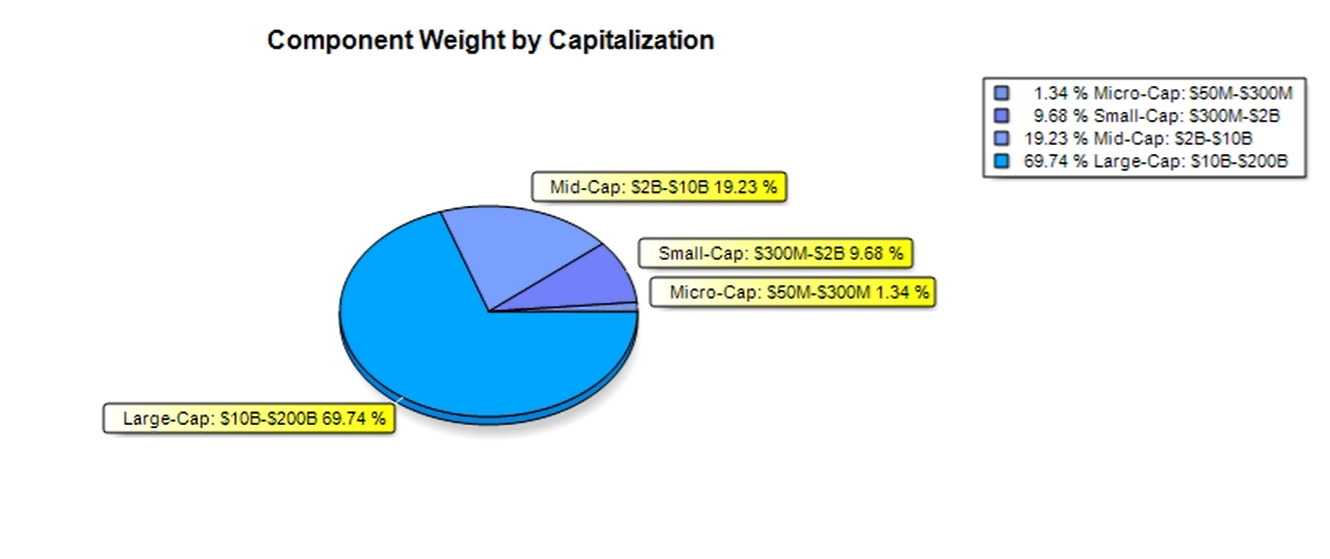 Component Weight by Capitalization
1.34 % Micro-Cap: $50M-$300M
9.68 % Small-Cap: $300M-$2B
19.23 % Mid-Cap: $2B-$10B
69.74 % Large-Cap: $10B-$200B
Mid-Cap: $2B-$10B 19.23 %
Small-Cap: $300M-$2B 9.68 %
Micro-Cap: $50M-$300M 1.34 %
Large-Cap: $10B-$200B 69.74 %